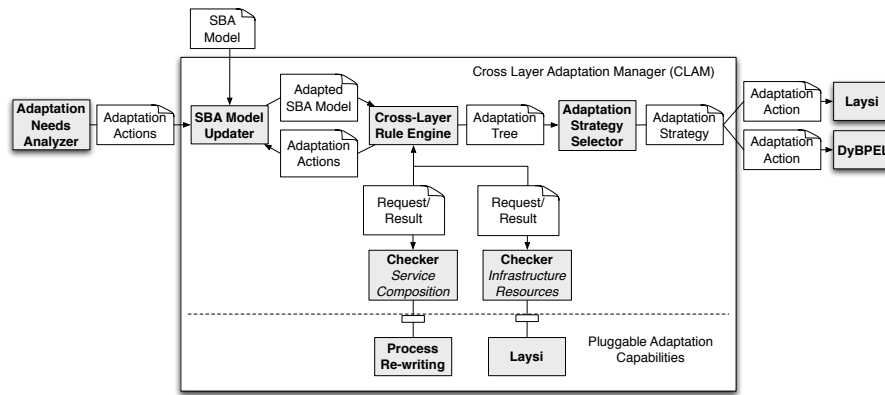 SBA
Model
Cross Layer Adaptation Manager (CLAM)
Adaptation
Needs
Analyzer
Adaptation
Actions
SBA Model
Updater
Adapted
SBA Model
Adaptation
Actions
Cross-Layer
Rule Engine
Adaptation
Tree
Adaptation
Strategy
Selector
Adaptation
Strategy
Adaptation
Action
Laysi
Adaptation
Action
DyBPEL
Request/
Result
Request/
Result
Checker
Service
Composition
Checker
Infrastructure
Resources
Process
Re-writing
Laysi
Pluggable Adaptation
Capabilities